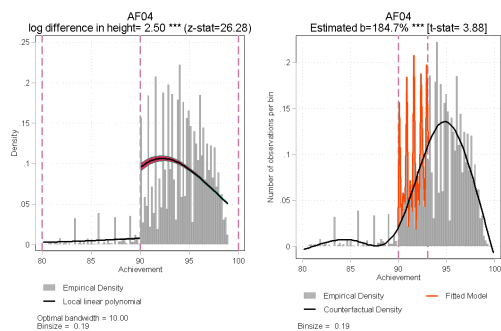 AF04
log difference in height= 2.50 *** (z-stat=26.28)
.2
.15
.1
.05
0
Density
80
85
90
95
100
Achievement
Empirical Density
Local linear polynomial
Optimal bandwidth = 10.00
Binsize = 0.19
AF04
Estimated b=184.7% *** [t-stat= 3.88]
.2
.15
.1
.05
0
Number of observations per bin
80
85
90
95
100
Achievement
Empirical Density
Fitted Model
Counterfactual Density
Binsize = 0.19